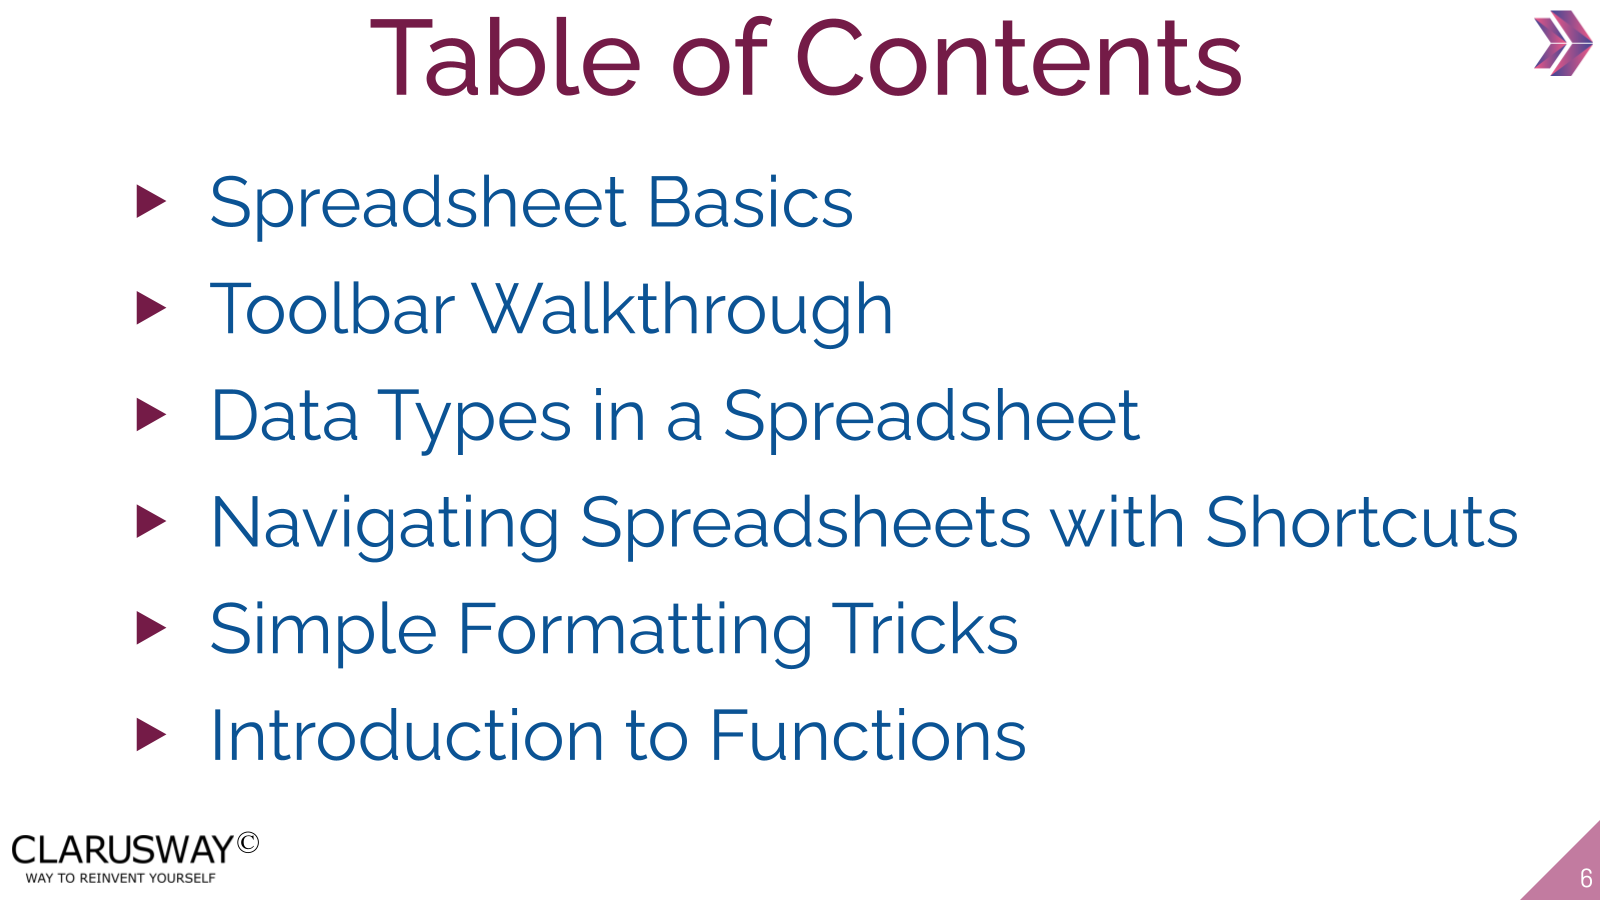 Table of Contents
Spreadsheet Basics
Toolbar Walkthrough
Data Types in a Spreadsheet
Navigating Spreadsheets with Shortcuts
Simple Formatting Tricks
Introduction to Functions
CLARUSWAY©
WAY TO REINVENT YOURSELF
6